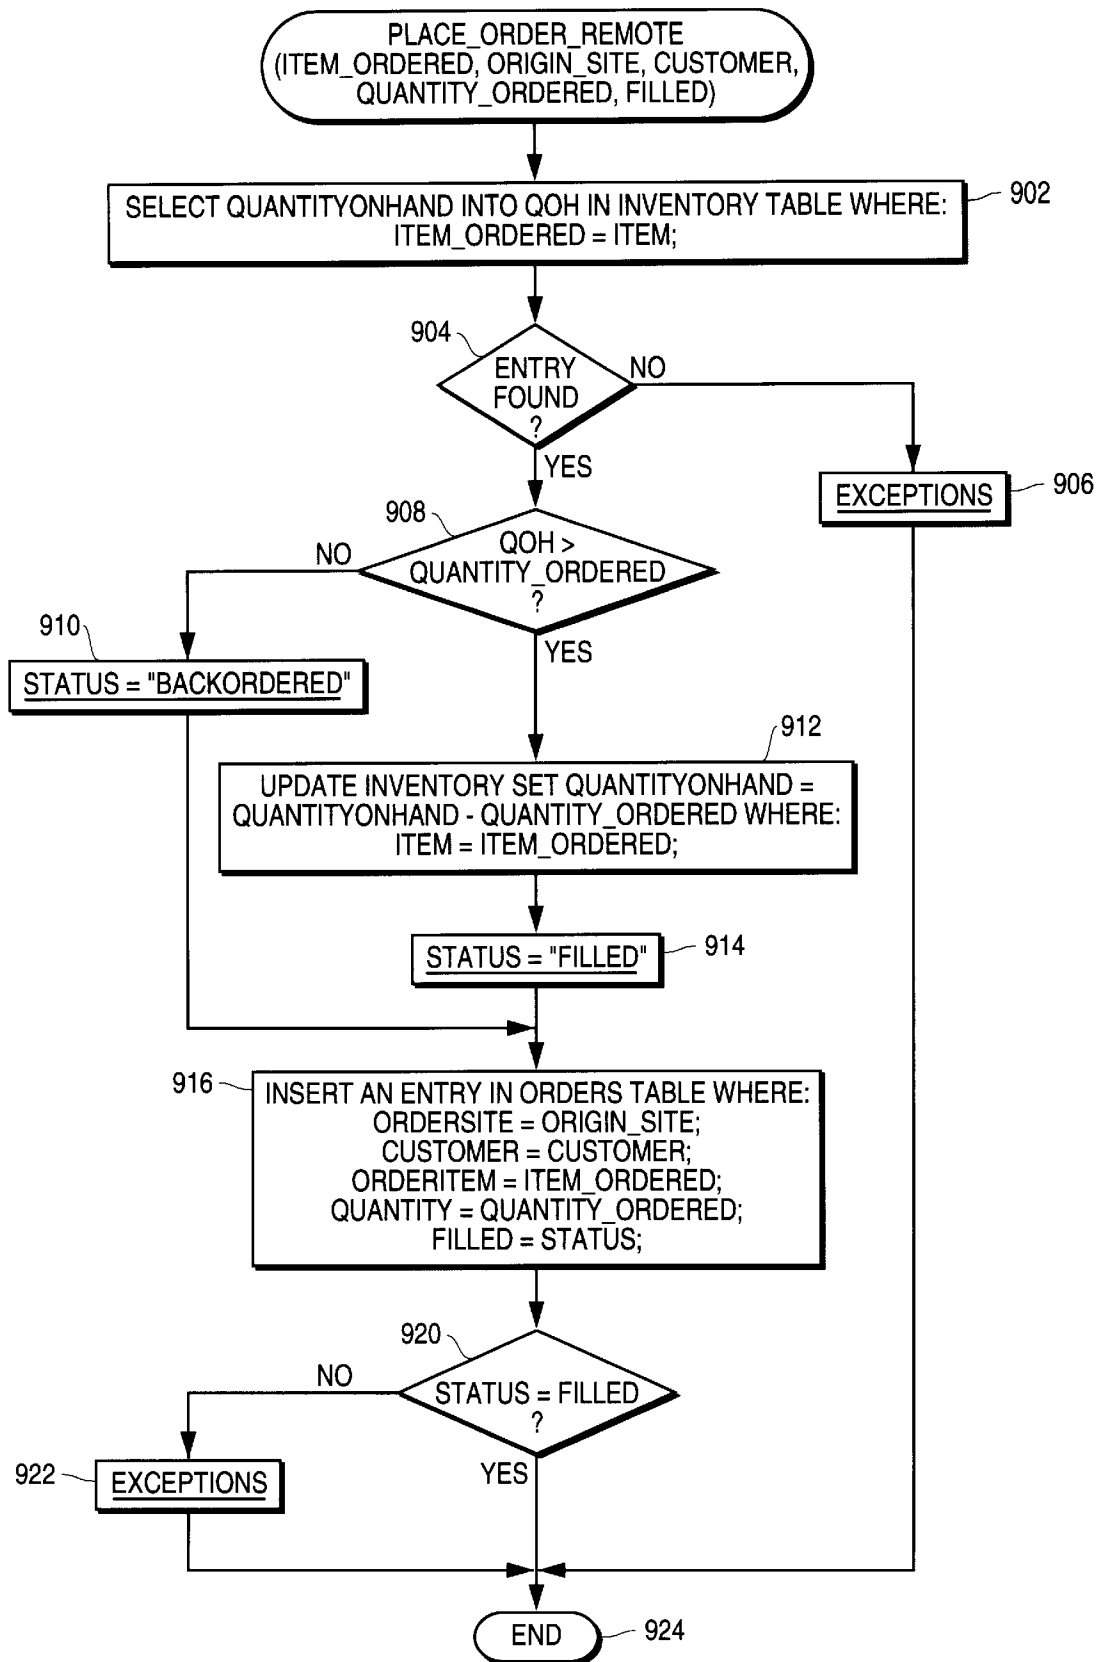 PLACE_ORDER_REMOTE
(ITEM_ORDERED, ORIGIN_SITE, CUSTOMER,
QUANTITY_ORDERED, FILLED)
SELECT QUANTITYONHAND INTO QOH IN INVENTORY TABLE WHERE:
ITEM_ORDERED = ITEM;
902
904
ENTRY
FOUND
?
NO
YES
EXCEPTIONS
906
908
QOH >
QUANTITY_ORDERED
?
NO
YES
910
STATUS = "BACKORDERED"
912
UPDATE INVENTORY SET QUANTITYONHAND =
QUANTITYONHAND - QUANTITY_ORDERED WHERE:
ITEM = ITEM_ORDERED;
STATUS = "FILLED"
914
916
INSERT AN ENTRY IN ORDERS TABLE WHERE:
ORDERSITE = ORIGIN_SITE;
CUSTOMER = CUSTOMER;
ORDERITEM = ITEM_ORDERED;
QUANTITY = QUANTITY_ORDERED;
FILLED = STATUS;
920
STATUS = FILLED
?
NO
YES
922
EXCEPTIONS
END
924